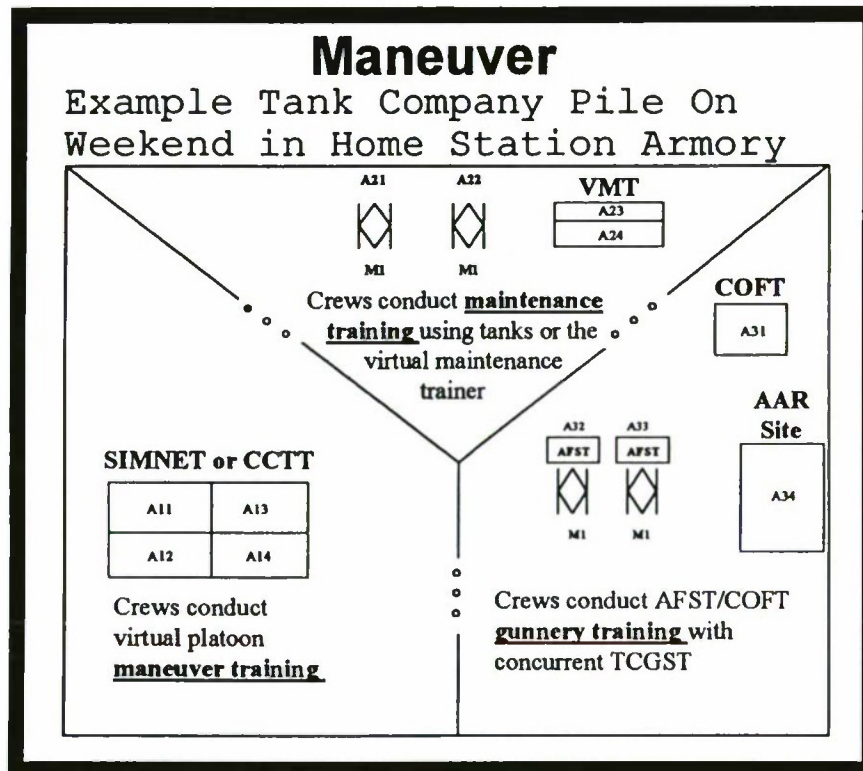 Maneuver
Example Tank Company Pile On
Weekend in Home Station Armory
A21 A22
VMT
A23
A24
M1 M1
Crews conduct maintenance
training using tanks or the
virtual maintenance
trainer
COFT
A31
AAR
Site
A34
A32 A33
AFST AFST
M1 M1
SIMNET or CCTT
A11 A13
A12 A14
Crews conduct
virtual platoon
maneuver training
Crews conduct AFST/COFT
gunnery training with
concurrent TCGST